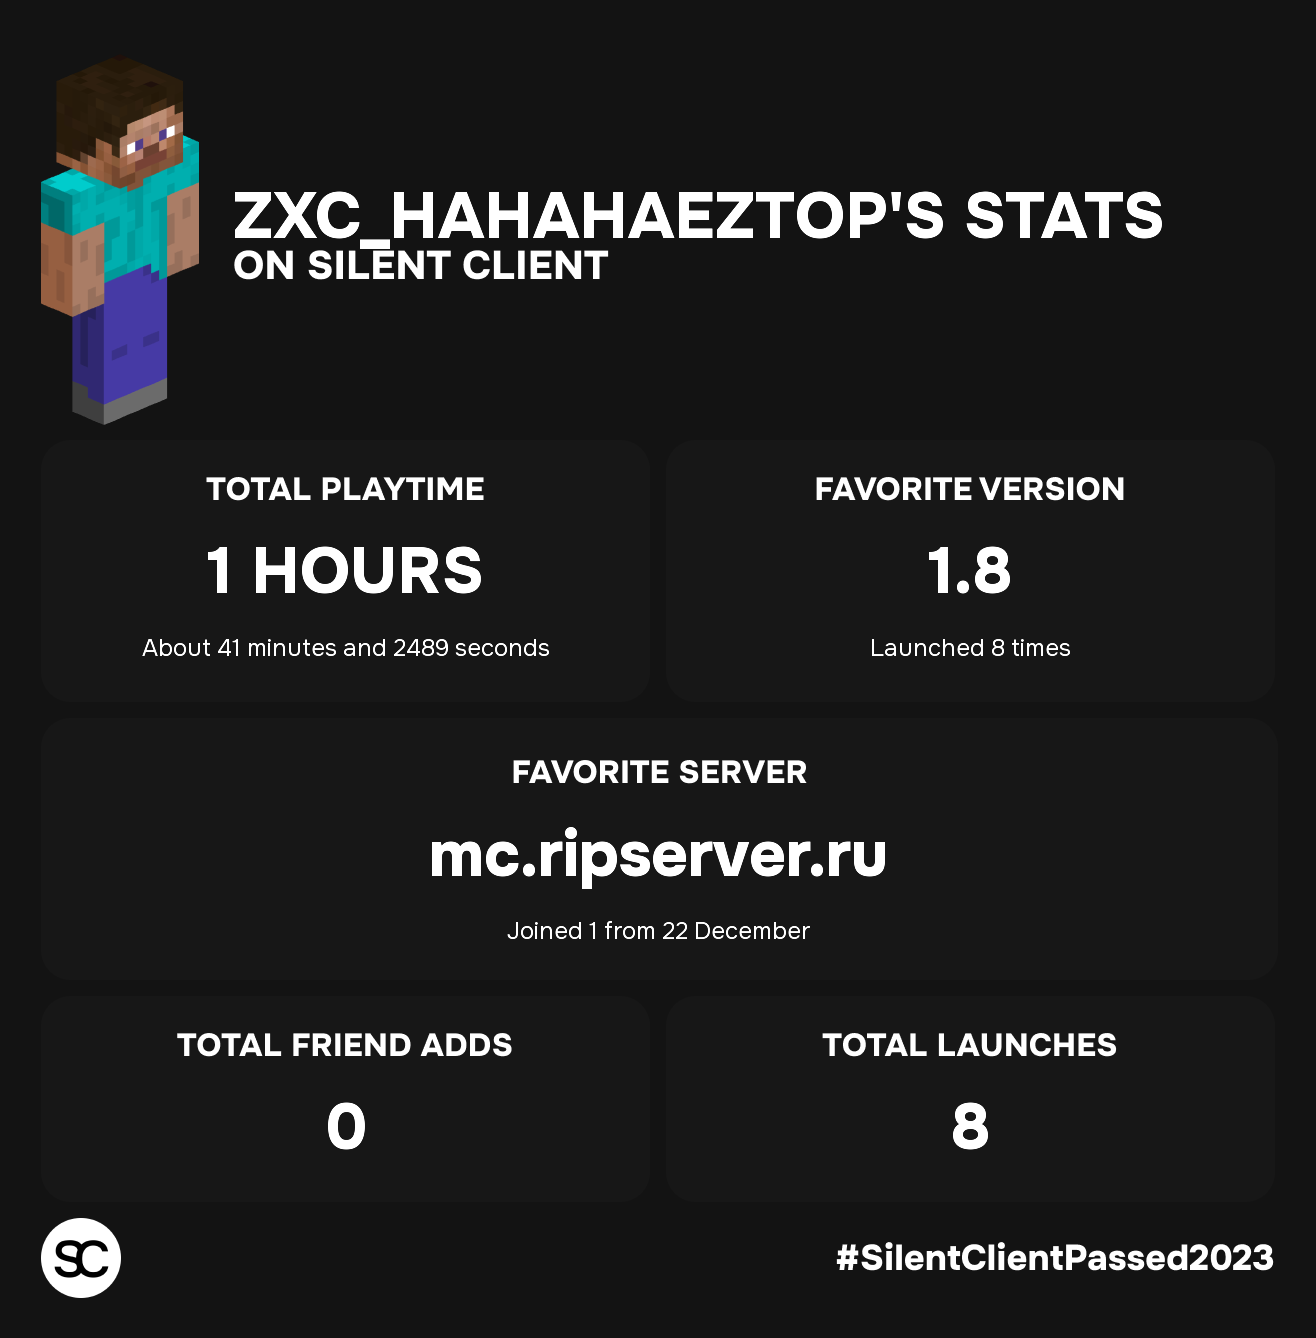 ZXC_HAHAHAEZTOP'S STATS
ON SILENT CLIENT
TOTAL PLAYTIME
1 HOURS
About 41 minutes and 2489 seconds
FAVORITE VERSION
1.8
Launched 8 times
FAVORITE SERVER
mc.ripserver.ru
Joined 1 from 22 December
TOTAL FRIEND ADDS
0
TOTAL LAUNCHES
8
SC
#SilentClientPassed2023